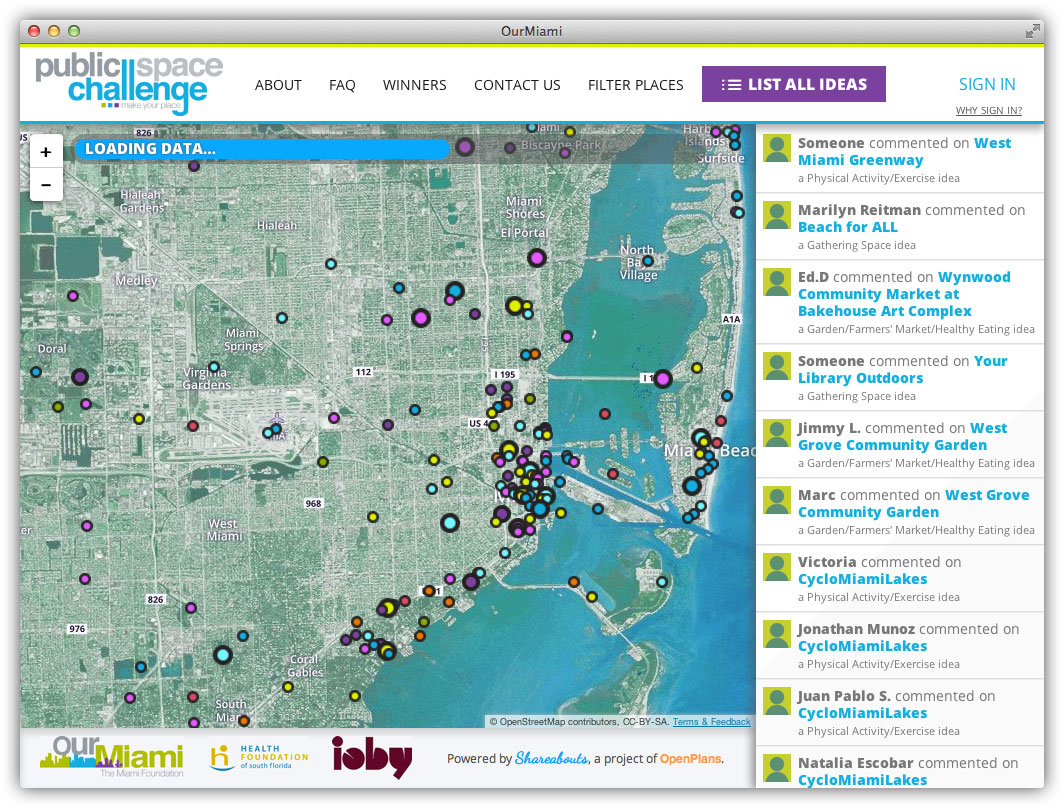 OurMiami
public space
challenge
make your place
ABOUT
FAQ
WINNERS
CONTACT US
FILTER PLACES
LIST ALL IDEAS
SIGN IN
WHY SIGN IN?
+
−
LOADING DATA...
826
Biscayne Park
Surfside
Hialeah
Gardens
Hialeah
Miami
Shores
El Portal
North
Bay
Village
Medley
A1A
Miami
Springs
Doral
Virginia
Gardens
112
I 195
US 4
968
West
Miami
826
976
Coral
Gables
South
Miami
© OpenStreetMap contributors, CC-BY-SA. Terms & Feedback
Someone commented on West
Miami Greenway
a Physical Activity/Exercise idea
Marilyn Reitman commented on
Beach for ALL
a Gathering Space idea
Ed.D commented on Wynwood
Community Market at
Bakehouse Art Complex
a Garden/Farmers' Market/Healthy Eating idea
Someone commented on Your
Library Outdoors
a Gathering Space idea
Jimmy L. commented on West
Grove Community Garden
a Garden/Farmers' Market/Healthy Eating idea
Marc commented on West Grove
Community Garden
a Garden/Farmers' Market/Healthy Eating idea
Victoria commented on
CycloMiamiLakes
a Physical Activity/Exercise idea
Jonathan Munoz commented on
CycloMiamiLakes
a Physical Activity/Exercise idea
Juan Pablo S. commented on
CycloMiamiLakes
a Physical Activity/Exercise idea
Natalia Escobar commented on
CycloMiamiLakes
OurMiami
The Miami Foundation
HEALTH
FOUNDATION
of south florida
ioby
Powered by Shareabouts, a project of OpenPlans.